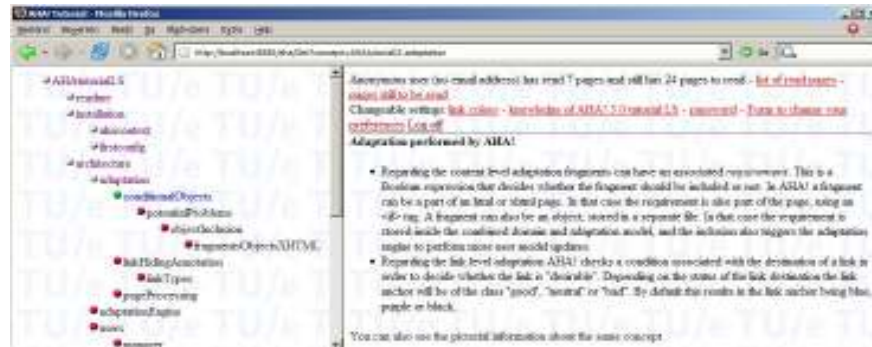 AHA! Tutorial - Mozilla Firefox
AHAtutorial1.6
readme
installation
architecture
adaptation
conditionalObjects
objectInclusion
fragmentsObjectsXHTML
linkHidingAnnotation
linkTypes
pageProcessing
adaptationEngine
users
TU/e TU/e TU/e
Anonymous user (no email address) has read 7 pages and still has 24 pages to read - list of read pages -
pages still to be read
Changeable settings: link colors - knowledge of AHA! 3.0 tutorial 1.6 - password - Form to change your
preferences Log off
Adaptation performed by AHA!
• Regarding the content level adaptation fragments can have an associated requirement. This is a
Boolean expression that decides whether the fragment should be included or not. In AHA! a fragment
can be a part of an html or xhtml page. In that case the requirement is also part of the page, using an
<if> tag. A fragment can also be an object, stored in a separate file. In that case the requirement is
stored inside the combined domain and adaptation model, and the inclusion also triggers the adaptation
engine to perform more user model updates.
• Regarding the link level adaptation AHA! checks a condition associated with the destination of a link in
order to decide whether the link is "desirable". Depending on the status of the link destination the link
anchor will be of the class "good", "neutral" or "bad". By default this results in the link anchor being blue,
purple or black.
You can also see the pictorial information about the same concept